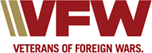 VFW
VETERANS OF FOREIGN WARS.